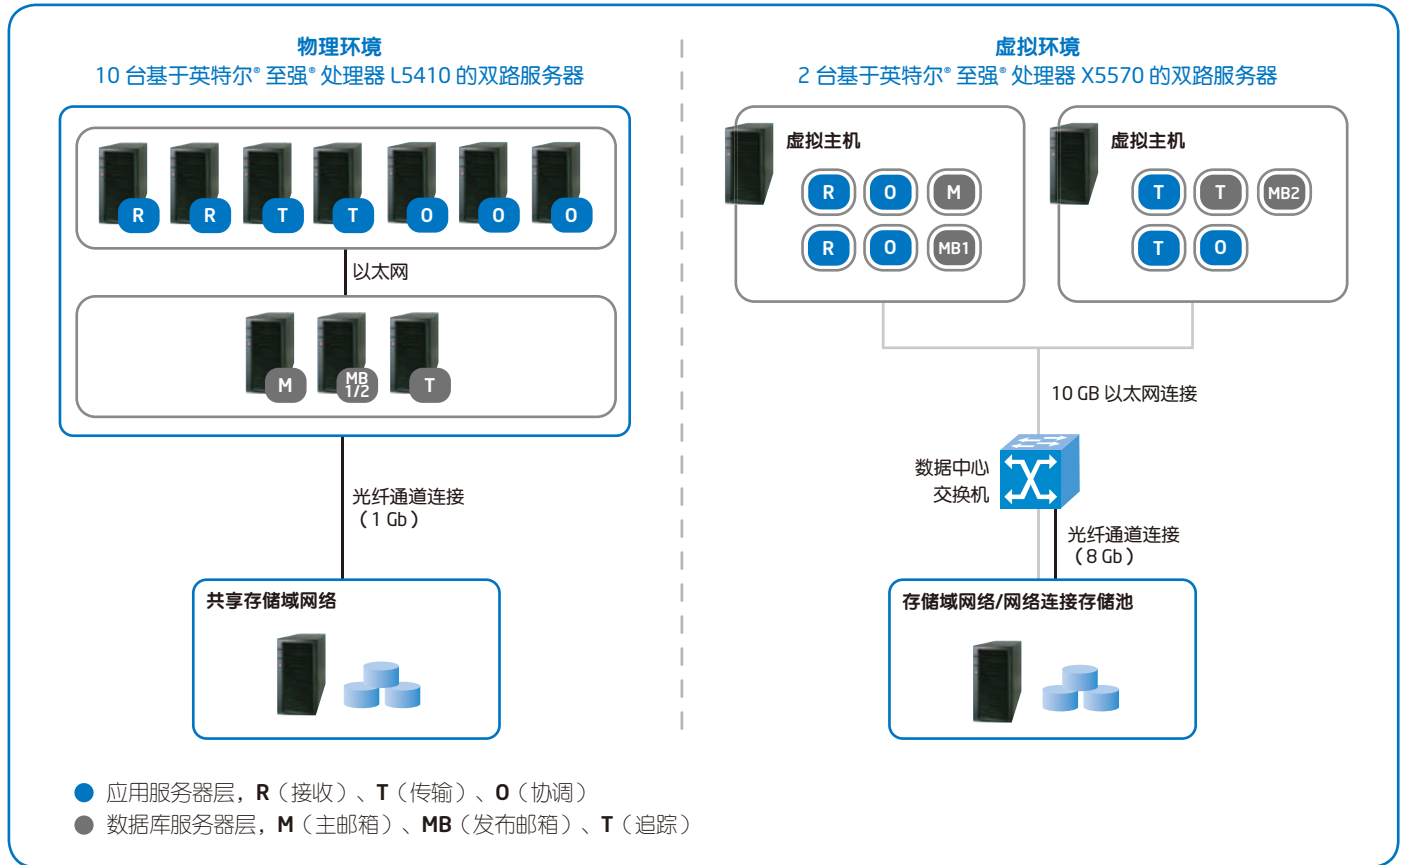 物理环境
10 台基于英特尔® 至强® 处理器 L5410 的双路服务器
R
R
T
T
O
O
O
以太网
M
MB
1/2
T
光纤通道连接
（1 Gb）
共享存储域网络
虚拟环境
2 台基于英特尔® 至强® 处理器 X5570 的双路服务器
虚拟主机
R
O
M
R
O
MB1
虚拟主机
T
T
MB2
T
O
10 GB 以太网连接
数据中心
交换机
光纤通道连接
（8 Gb）
存储域网络/网络连接存储池
应用服务器层，R（接收）、T（传输）、O（协调）
数据库服务器层，M（主邮箱）、MB（发布邮箱）、T（追踪）